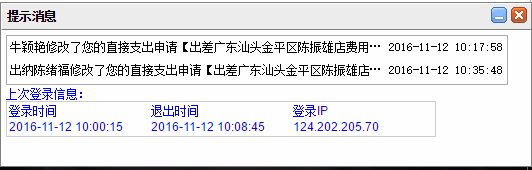 提示消息
牛颖艳修改了您的直接支出申请【出差广东汕头金平区陈振雄店费用… 2016-11-12 10:17:58
出纳陈绪福修改了您的直接支出申请【出差广东汕头金平区陈振雄店… 2016-11-12 10:35:48
上次登录信息：
登录时间 退出时间 登录IP
2016-11-12 10:00:15 2016-11-12 10:08:45 124.202.205.70